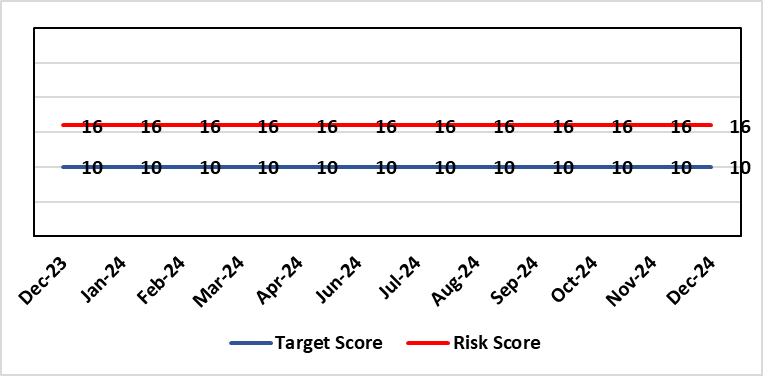 16 16 16 16 16 16 16 16 16 16 16 16
10 10 10 10 10 10 10 10 10 10 10 10
Dec-23 Jan-24 Feb-24 Mar-24 Apr-24 Jun-24 Jul-24 Aug-24 Sep-24 Oct-24 Nov-24 Dec-24
Target Score Risk Score